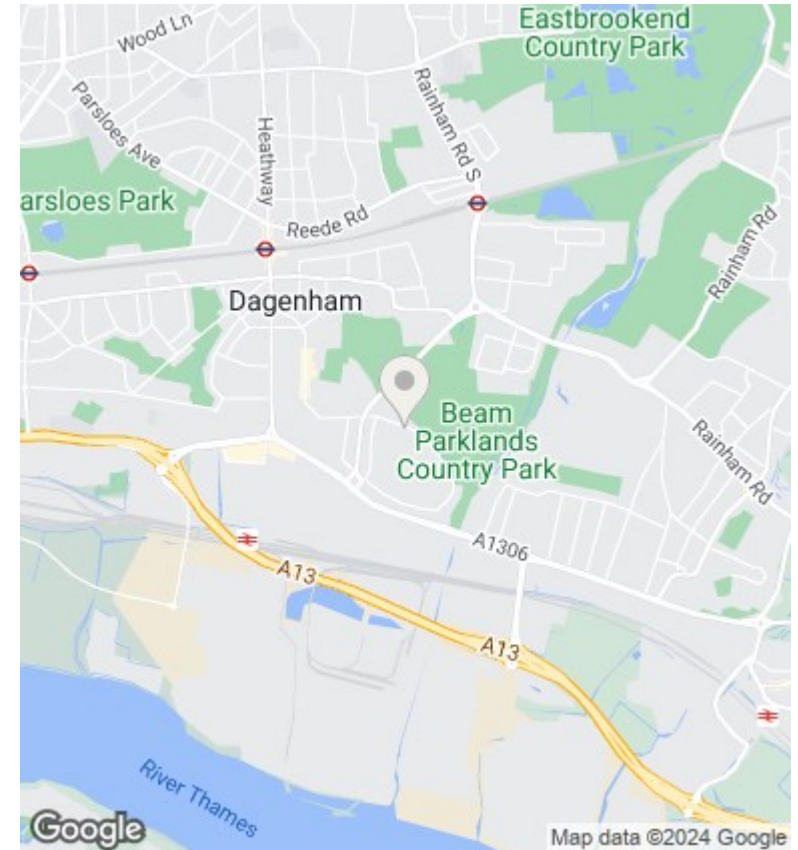 Eastbrookend
Country Park
Wood Ln
Parsloes Ave
Heathway
Rainham Rd S
arsloes Park
Reede Rd
Rainham Rd
Dagenham
Beam
Parklands
Country Park
Rainham Rd
A1306
A13
A13
River Thames
Google
Map data ©2024 Google